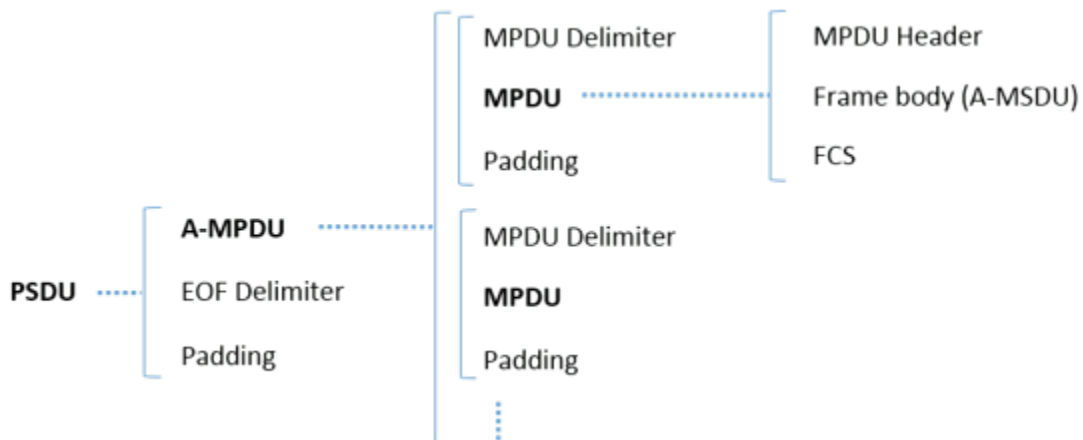 MPDU Delimiter
MPDU
Padding
MPDU Header
Frame body (A-MSDU)
FCS
PSDU
A-MPDU
EOF Delimiter
Padding
MPDU Delimiter
MPDU
Padding